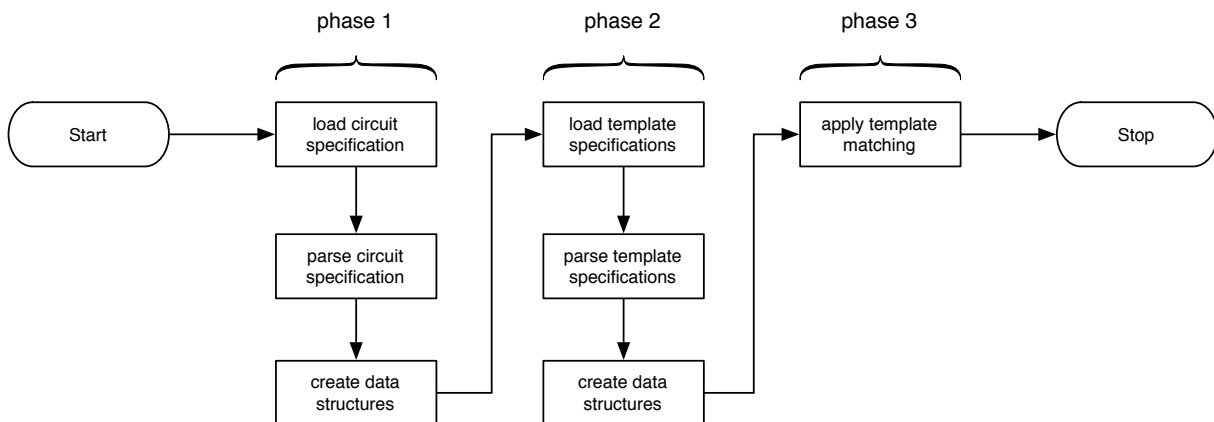 phase 1
phase 2
phase 3
Start
load circuit
specification
load template
specifications
apply template
matching
Stop
parse circuit
specification
parse template
specifications
create data
structures
create data
structures